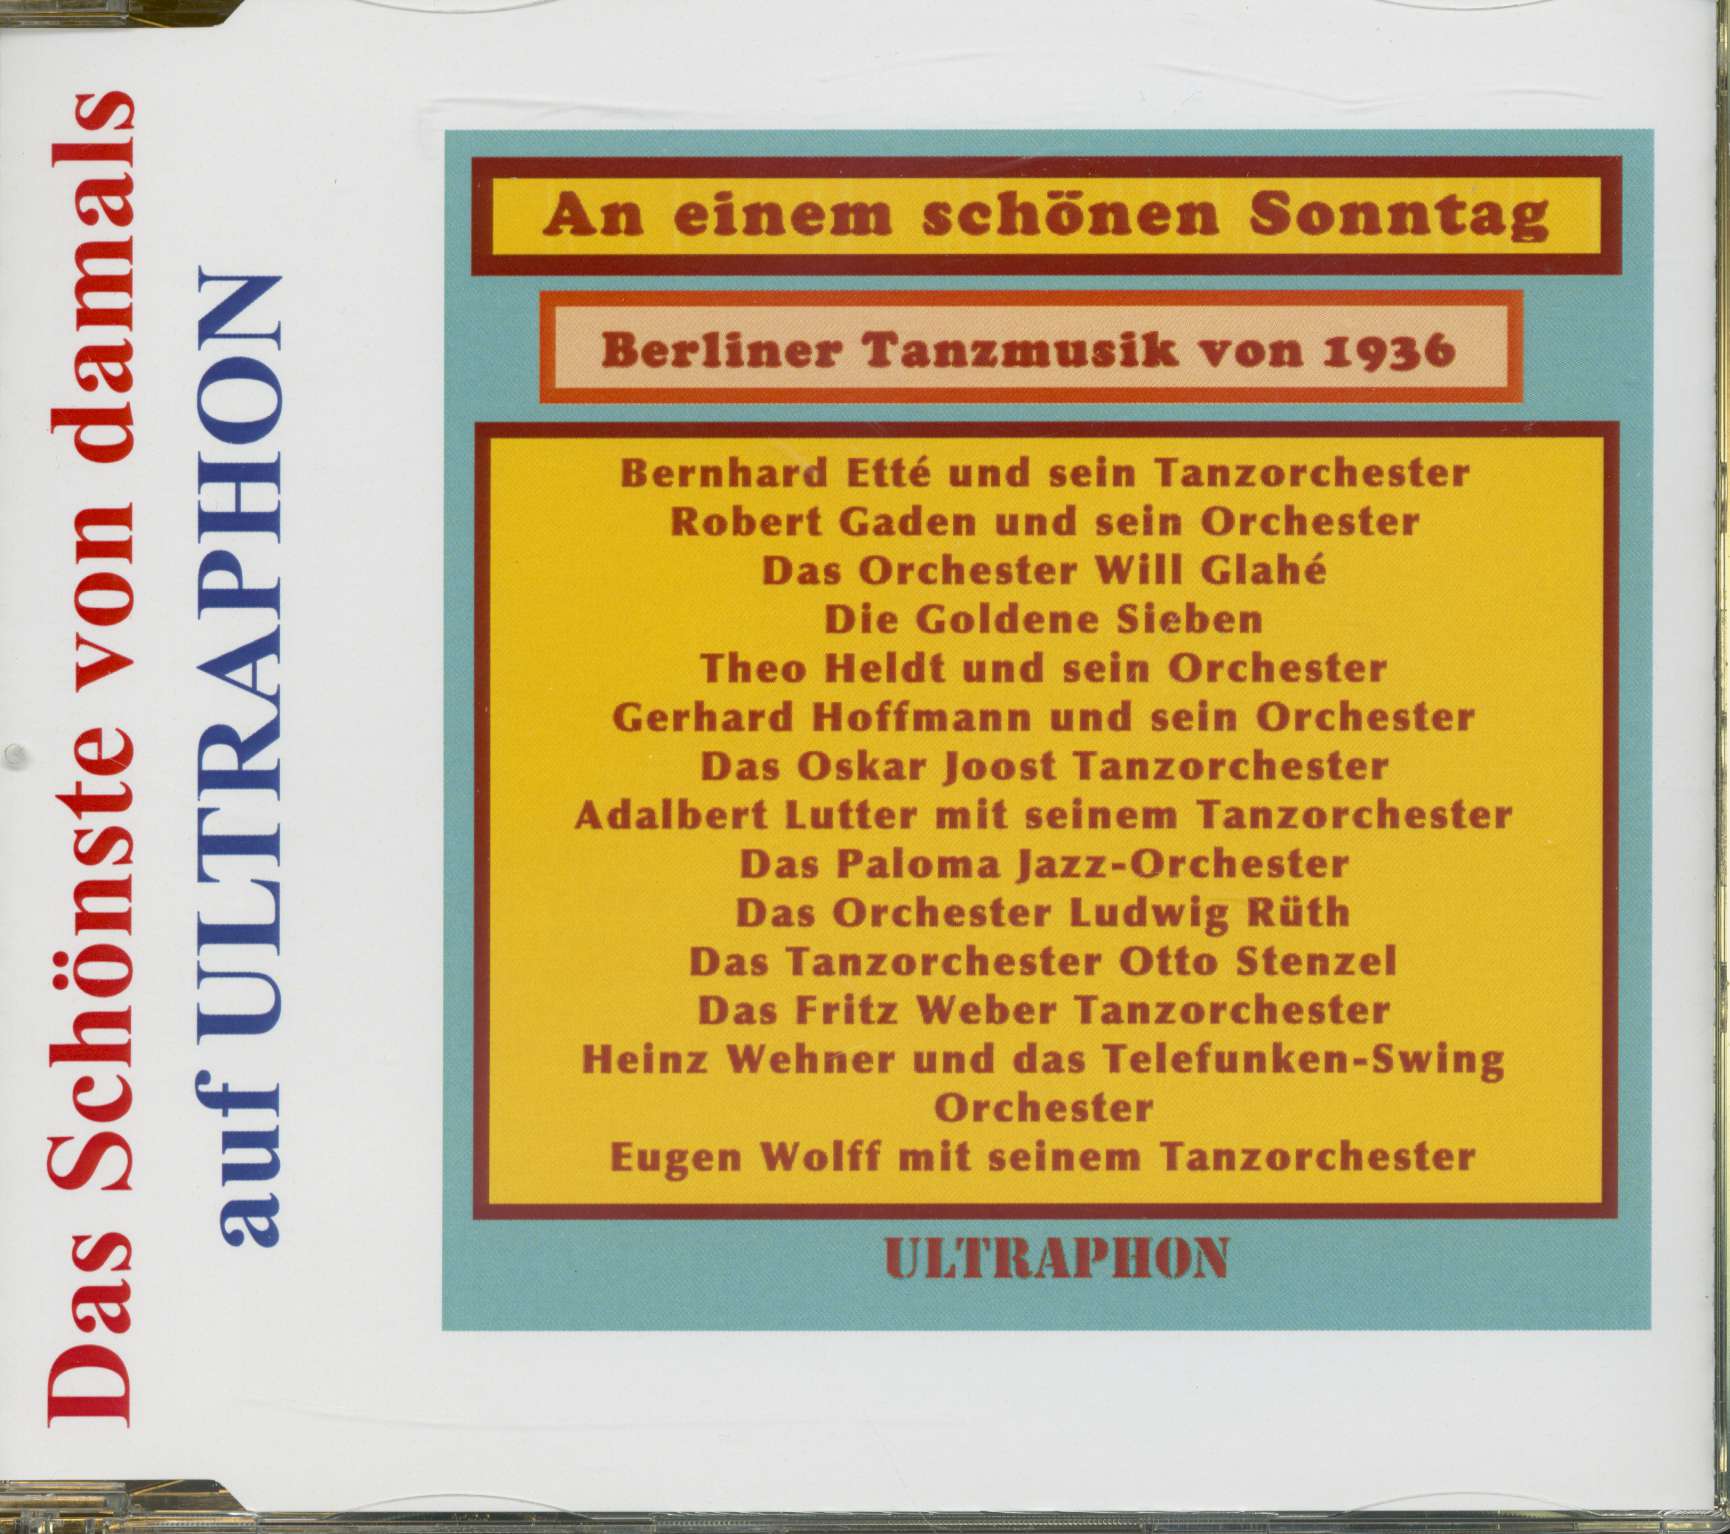 Das Schönste von damals
auf ULTRAPHON
An einem schönen Sonntag
Berliner Tanzmusik von 1936
Bernhard Etté und sein Tanzorchester
Robert Gaden und sein Orchester
Das Orchester Will Glahé
Die Goldene Sieben
Theo Heldt und sein Orchester
Gerhard Hoffmann und sein Orchester
Das Oskar Joost Tanzorchester
Adalbert Lutter mit seinem Tanzorchester
Das Paloma Jazz-Orchester
Das Orchester Ludwig Rüth
Das Tanzorchester Otto Stenzel
Das Fritz Weber Tanzorchester
Heinz Wehner und das Telefunken-Swing
Orchester
Eugen Wolff mit seinem Tanzorchester
ULTRAPHON